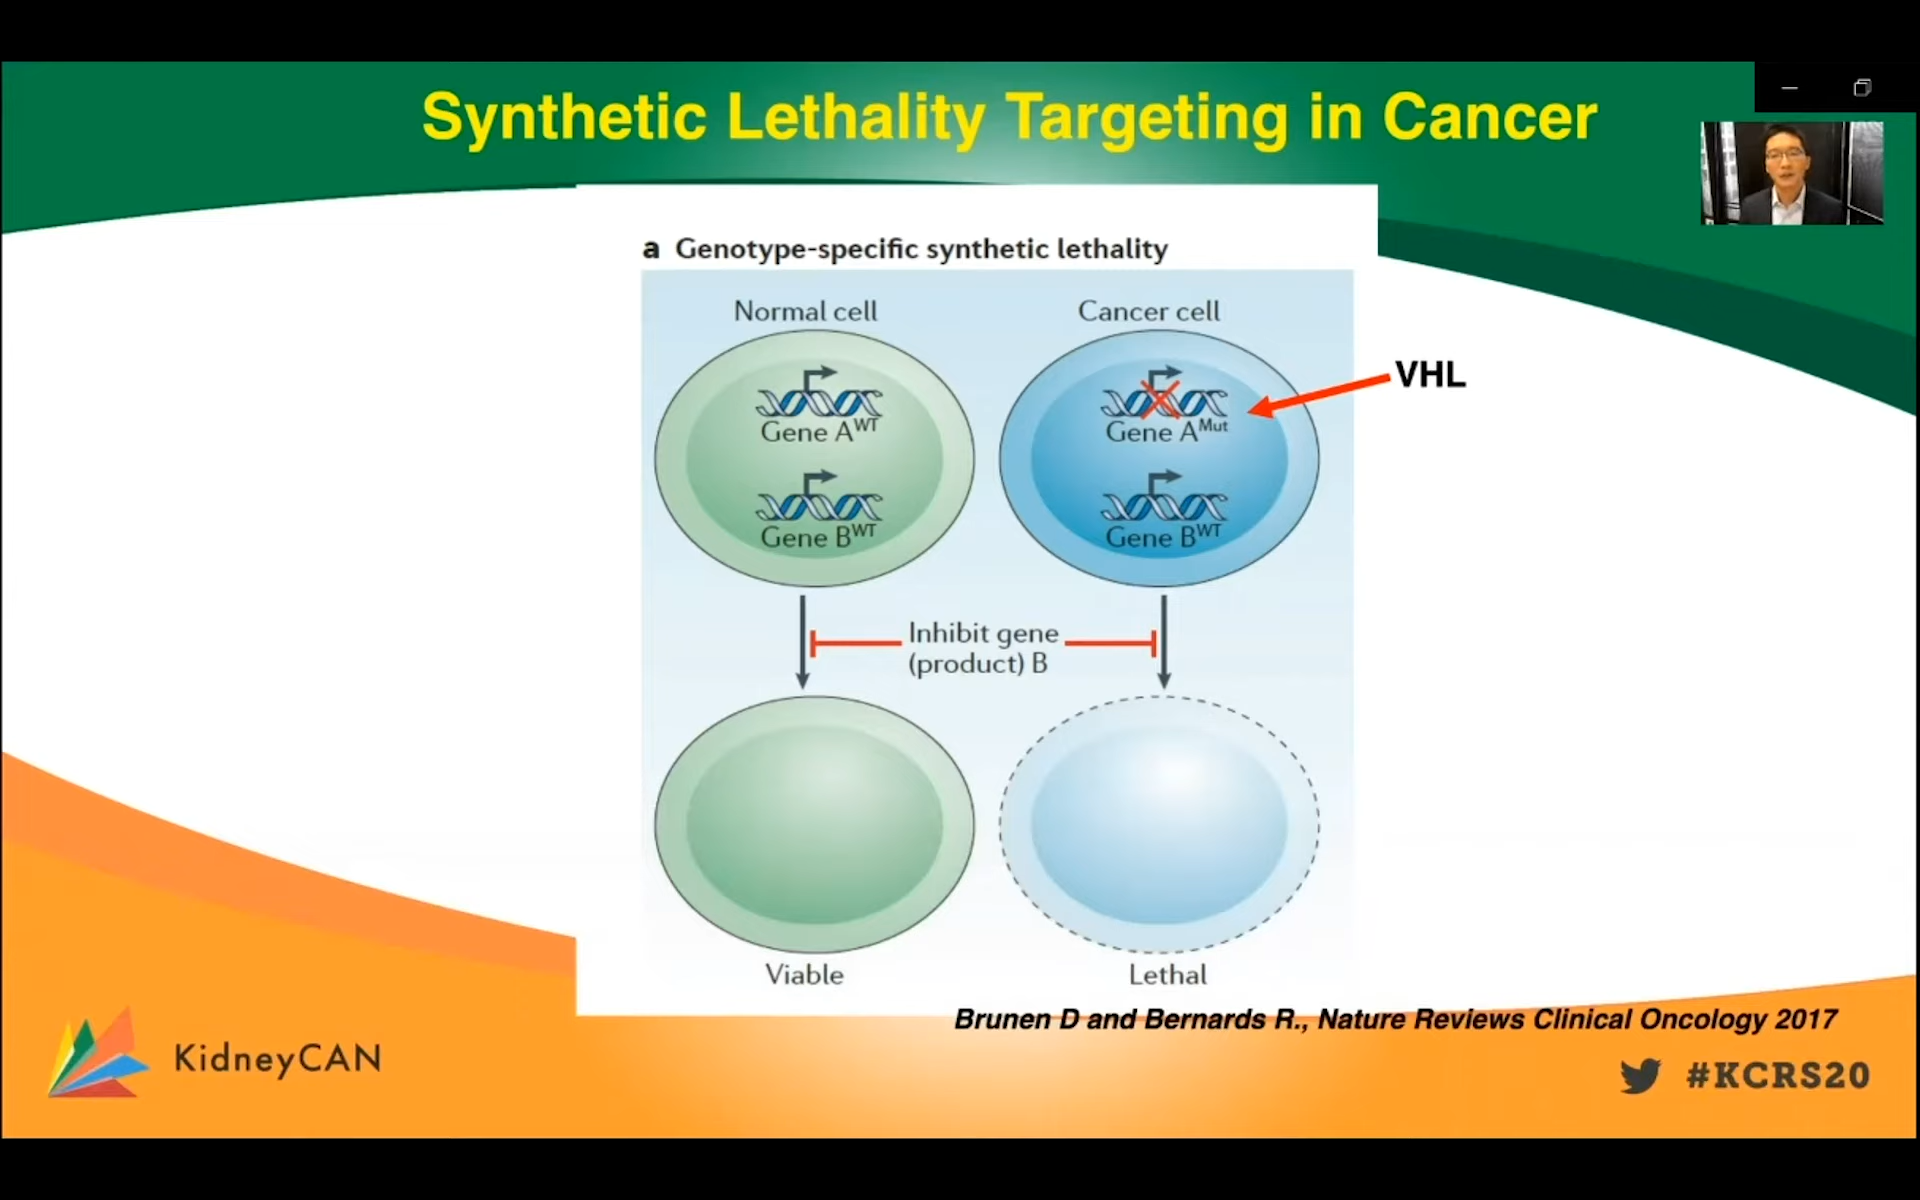 Synthetic Lethality Targeting in Cancer
a Genotype-specific synthetic lethality
Normal cell
Cancer cell
VHL
Gene A^WT
Gene A^Mut
Gene B^WT
Gene B^WT
Inhibit gene
(product) B
Viable
Lethal
Brunen D and Bernards R., Nature Reviews Clinical Oncology 2017
KidneyCAN
#KCRS20